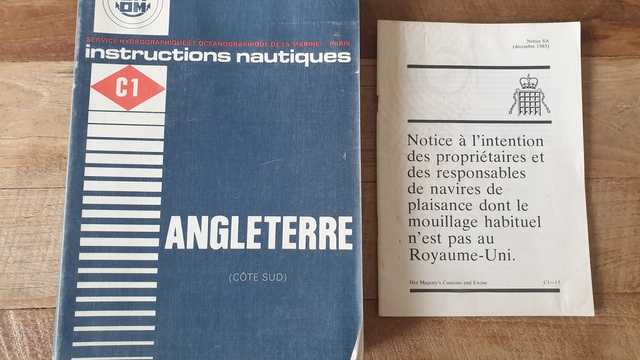 OM
SERVICE HYDROGRAPHIQUE ET OCEANOGRAPHIQUE DE LA MARINE PARIS
instructions nautiques
C1
ANGLETERRE
(CÔTE SUD)
Notice 8A
(décembre 1985)
Notice à l'intention
des propriétaires et
des responsables
de navires de
plaisance dont le
mouillage habituel
n'est pas au
Royaume-Uni.
Her Majesty's Customs and Excise C1—13